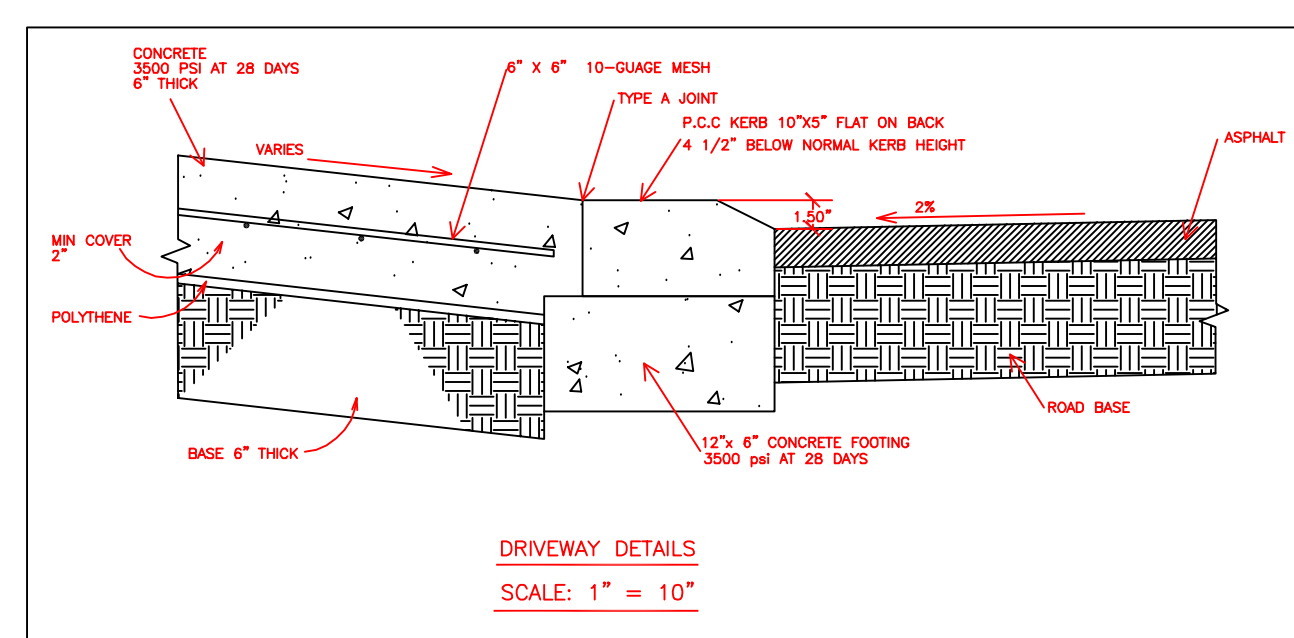 CONCRETE
3500 PSI AT 28 DAYS
6" THICK
6" X 6"  10-GUAGE MESH
TYPE A JOINT
P.C.C KERB 10"X5" FLAT ON BACK
4 1/2" BELOW NORMAL KERB HEIGHT
ASPHALT
VARIES
1.50"
2%
MIN COVER
2"
POLYTHENE
BASE 6" THICK
12"x 6" CONCRETE FOOTING
3500 psi AT 28 DAYS
ROAD BASE
DRIVEWAY DETAILS
SCALE: 1" = 10"